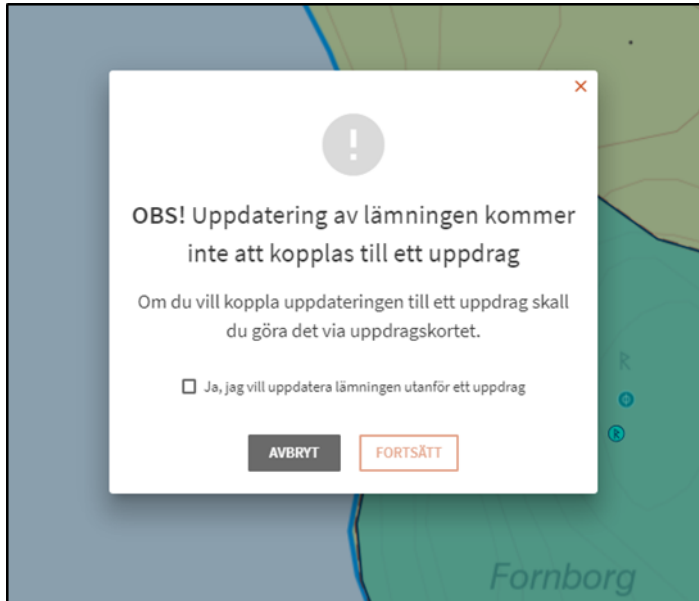 OBS! Uppdatering av lämningen kommer
inte att kopplas till ett uppdrag
Om du vill koppla uppdateringen till ett uppdrag skall
du göra det via uppdragskortet.
Ja, jag vill uppdatera lämningen utanför ett uppdrag
AVBRYT FORTSÄTT
R
R
Fornborg